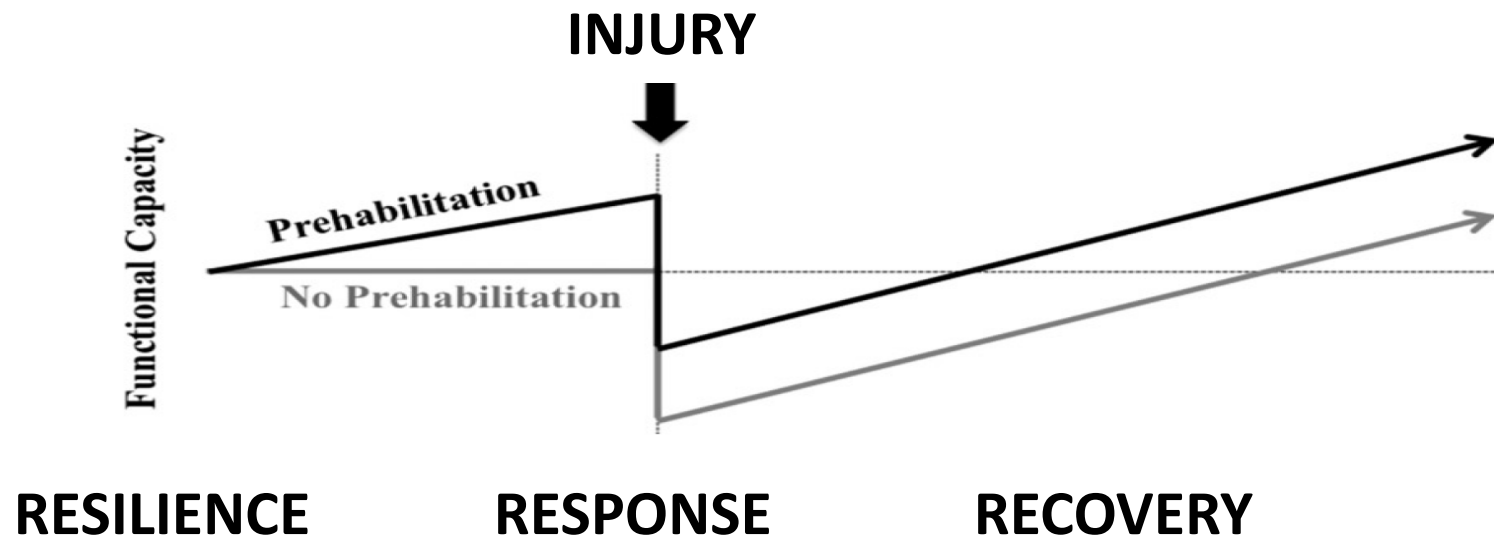 INJURY
Functional Capacity
Prehabilitation
No Prehabilitation
RESILIENCE
RESPONSE
RECOVERY